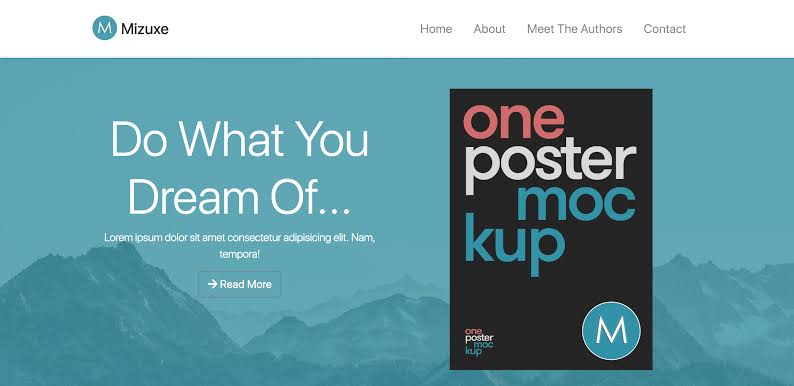 M Mizuxe
Home About Meet The Authors Contact
Do What You
Dream Of...
Lorem ipsum dolor sit amet consectetur adipisicing elit. Nam,
tempora!
Read More
one
poster
moc
kup
one
poster
moc
kup
M